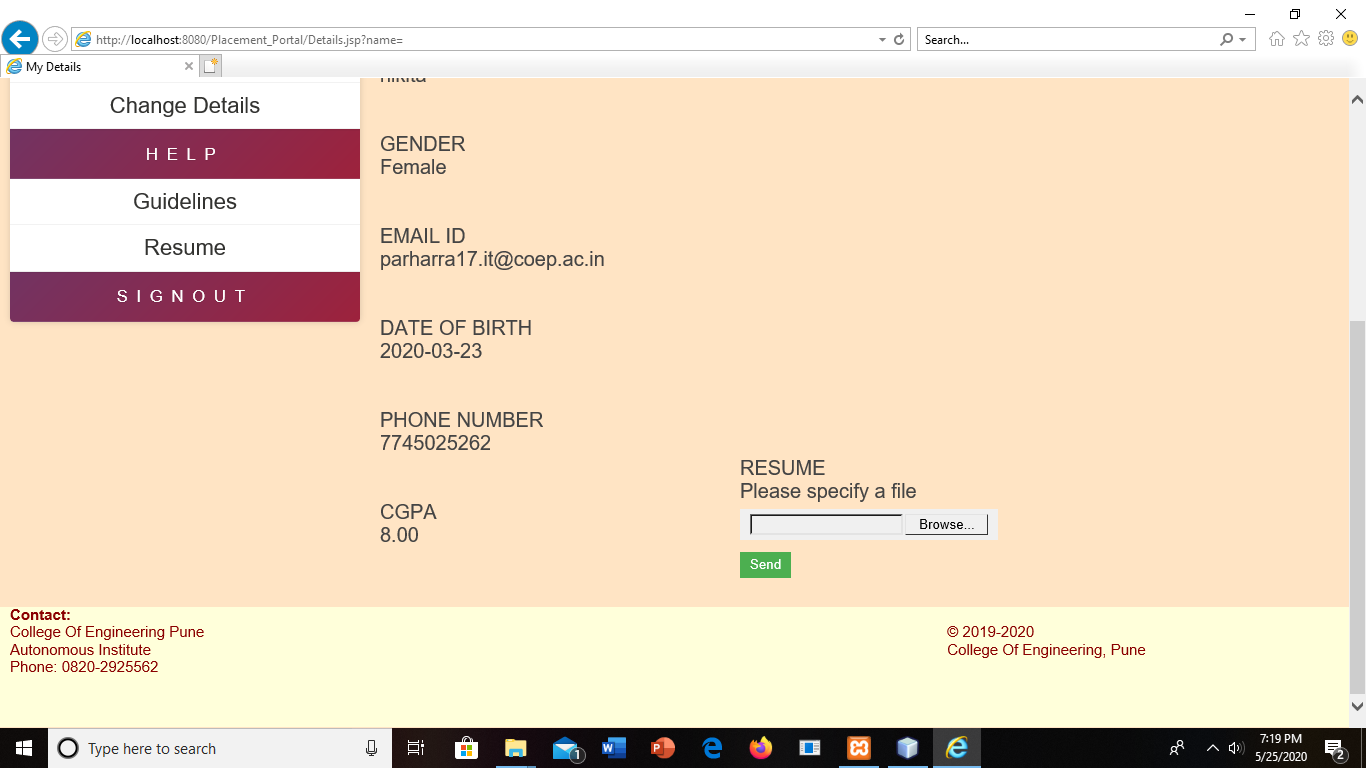 http://localhost:8080/Placement_Portal/Details.jsp?name=
Search...
My Details
Change Details
HELP
Guidelines
Resume
SIGNOUT
nikita
GENDER
Female
EMAIL ID
parharra17.it@coep.ac.in
DATE OF BIRTH
2020-03-23
PHONE NUMBER
7745025262
CGPA
8.00
RESUME
Please specify a file
Browse...
Send
Contact:
College Of Engineering Pune
Autonomous Institute
Phone: 0820-2925562
© 2019-2020
College Of Engineering, Pune
Type here to search
1
7:19 PM
5/25/2020
2